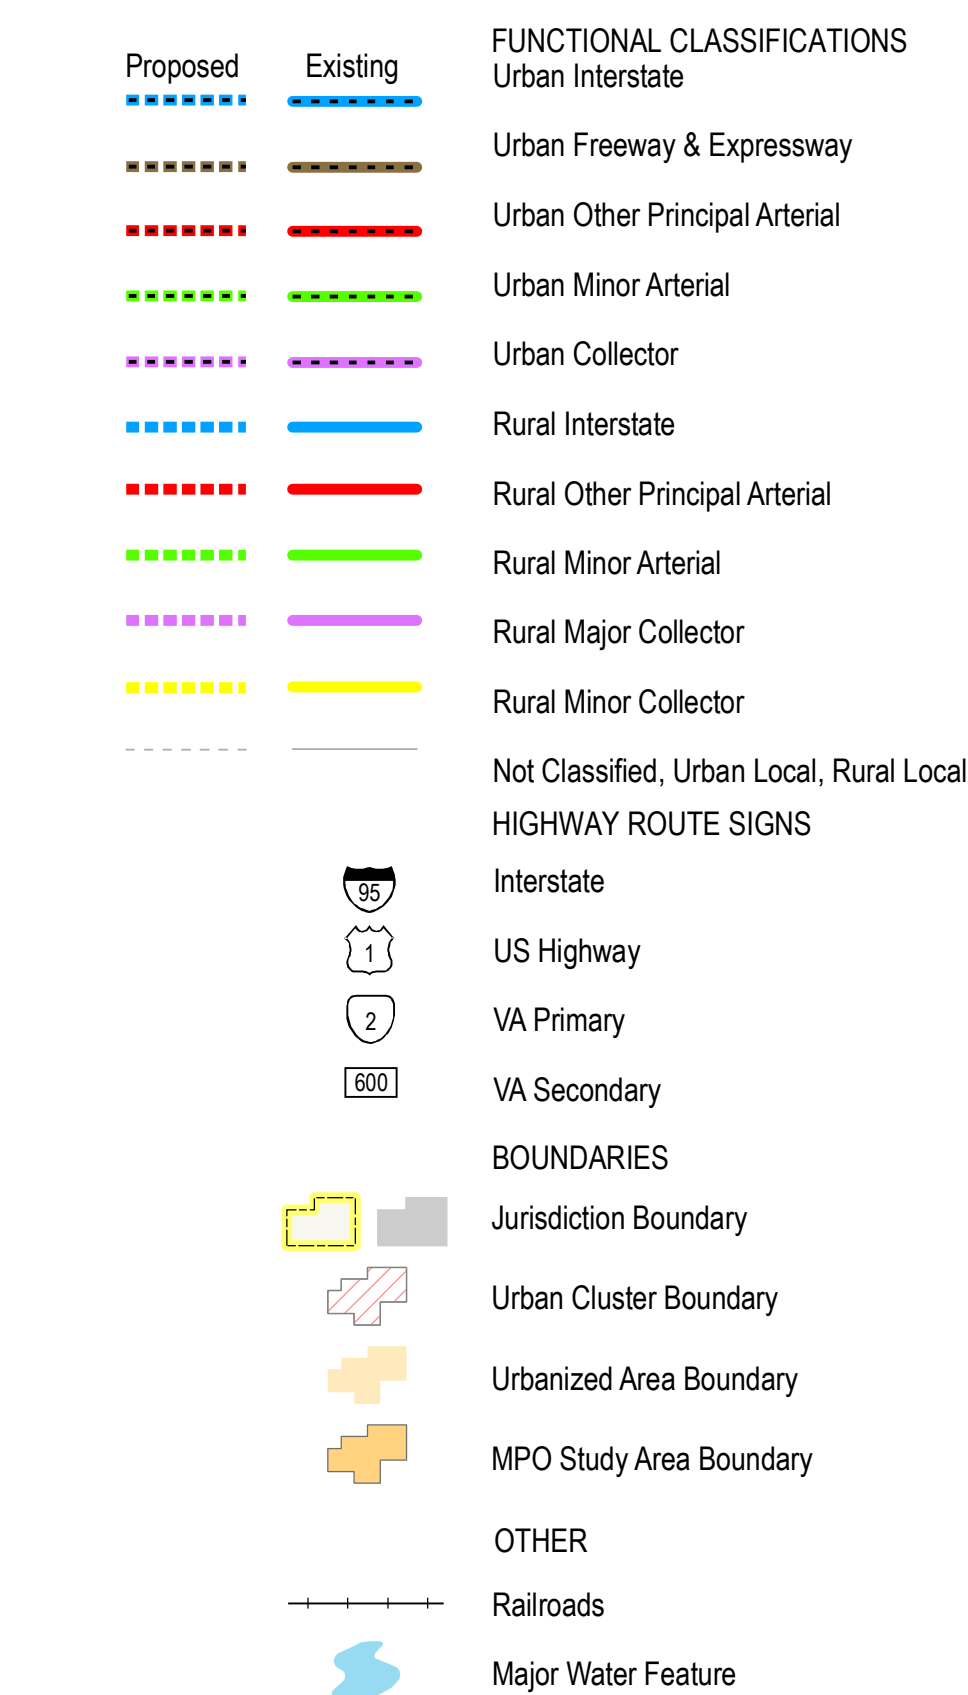 FUNCTIONAL CLASSIFICATIONS
Proposed Existing Urban Interstate
Urban Freeway & Expressway
Urban Other Principal Arterial
Urban Minor Arterial
Urban Collector
Rural Interstate
Rural Other Principal Arterial
Rural Minor Arterial
Rural Major Collector
Rural Minor Collector
Not Classified, Urban Local, Rural Local
HIGHWAY ROUTE SIGNS
95 Interstate
1 US Highway
2 VA Primary
600 VA Secondary
BOUNDARIES
Jurisdiction Boundary
Urban Cluster Boundary
Urbanized Area Boundary
MPO Study Area Boundary
OTHER
Railroads
Major Water Feature